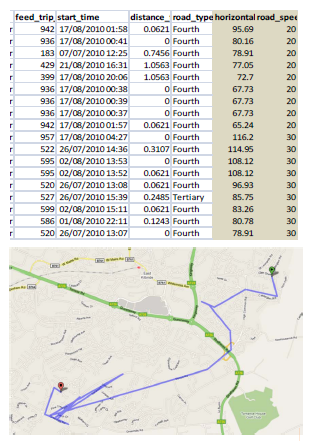 feed_trip_ start_time distance_ road_type horizontal road_spee
r 942 17/08/2010 01:58 0.0621 Fourth 95.69 20
r 936 17/08/2010 00:41 0 Fourth 80.16 20
r 183 07/07/2010 12:25 0.7456 Fourth 78.91 20
r 429 21/08/2010 16:31 1.0563 Fourth 77.05 20
r 399 19/08/2010 20:06 1.0563 Fourth 72.7 20
r 936 17/08/2010 00:38 0 Fourth 67.73 20
r 936 17/08/2010 00:39 0 Fourth 67.73 20
r 936 17/08/2010 00:37 0 Fourth 67.73 20
r 942 17/08/2010 01:57 0.0621 Fourth 65.24 20
r 957 17/08/2010 04:27 0 Fourth 116.2 30
r 522 26/07/2010 14:36 0.3107 Fourth 114.95 30
r 595 02/08/2010 13:53 0 Fourth 108.12 30
r 595 02/08/2010 13:52 0.0621 Fourth 108.12 30
r 520 26/07/2010 13:08 0.0621 Fourth 96.93 30
r 527 26/07/2010 15:39 0.2485 Tertiary 85.75 30
r 599 02/08/2010 15:11 0.0621 Fourth 83.26 30
r 586 01/08/2010 22:11 0.1243 Fourth 80.78 30
r 520 26/07/2010 13:07 0 Fourth 78.91 30